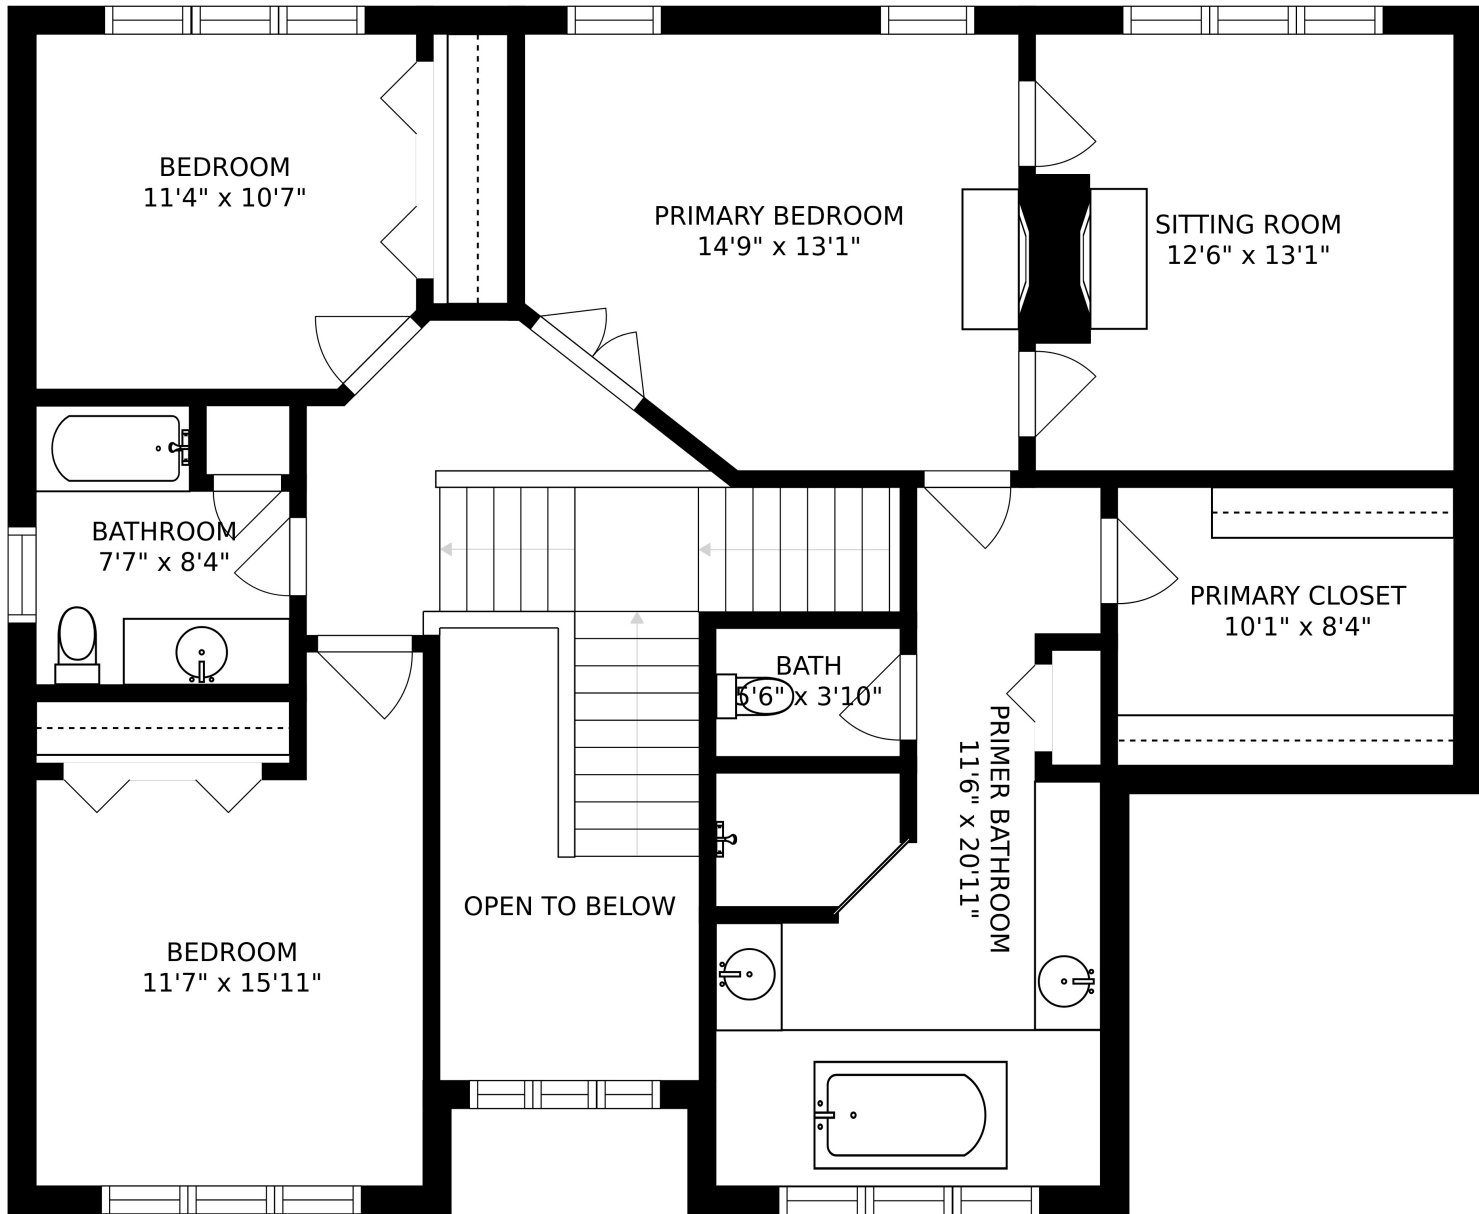 BEDROOM
11'4" x 10'7"
PRIMARY BEDROOM
14'9" x 13'1"
SITTING ROOM
12'6" x 13'1"
BATHROOM
7'7" x 8'4"
PRIMARY CLOSET
10'1" x 8'4"
BATH
5'6" x 3'10"
PRIMER BATHROOM
11'6" x 20'11"
OPEN TO BELOW
BEDROOM
11'7" x 15'11"